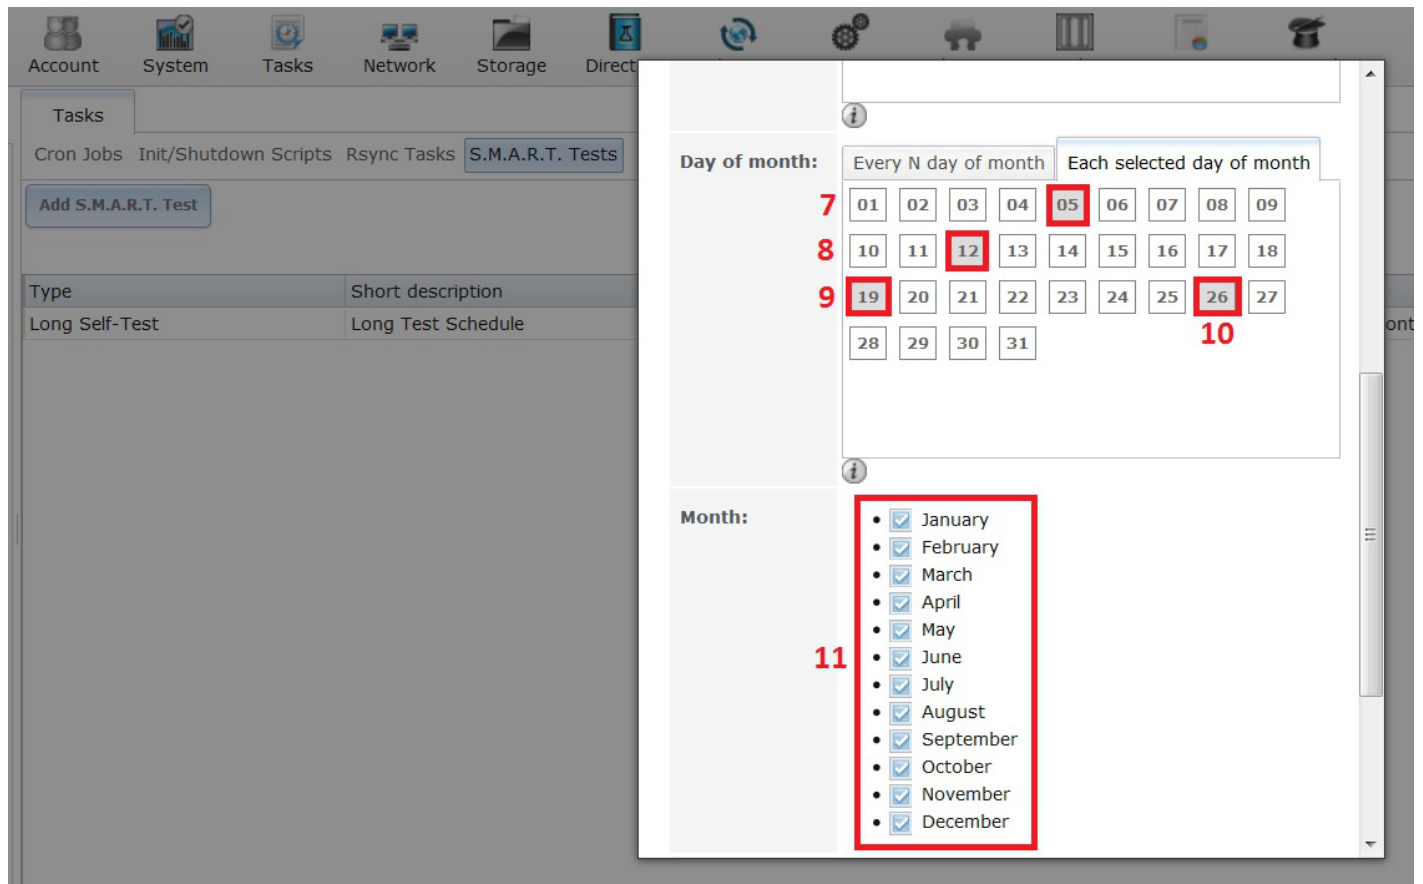 Account System Tasks Network Storage Direct
Tasks
Cron Jobs Init/Shutdown Scripts Rsync Tasks S.M.A.R.T. Tests
Add S.M.A.R.T. Test
Type Short description
Long Self-Test Long Test Schedule ont
Day of month: Every N day of month Each selected day of month
7 01 02 03 04 05 06 07 08 09
8 10 11 12 13 14 15 16 17 18
9 19 20 21 22 23 24 25 26 27
10
28 29 30 31
Month:
January
February
March
April
May
11 June
July
August
September
October
November
December